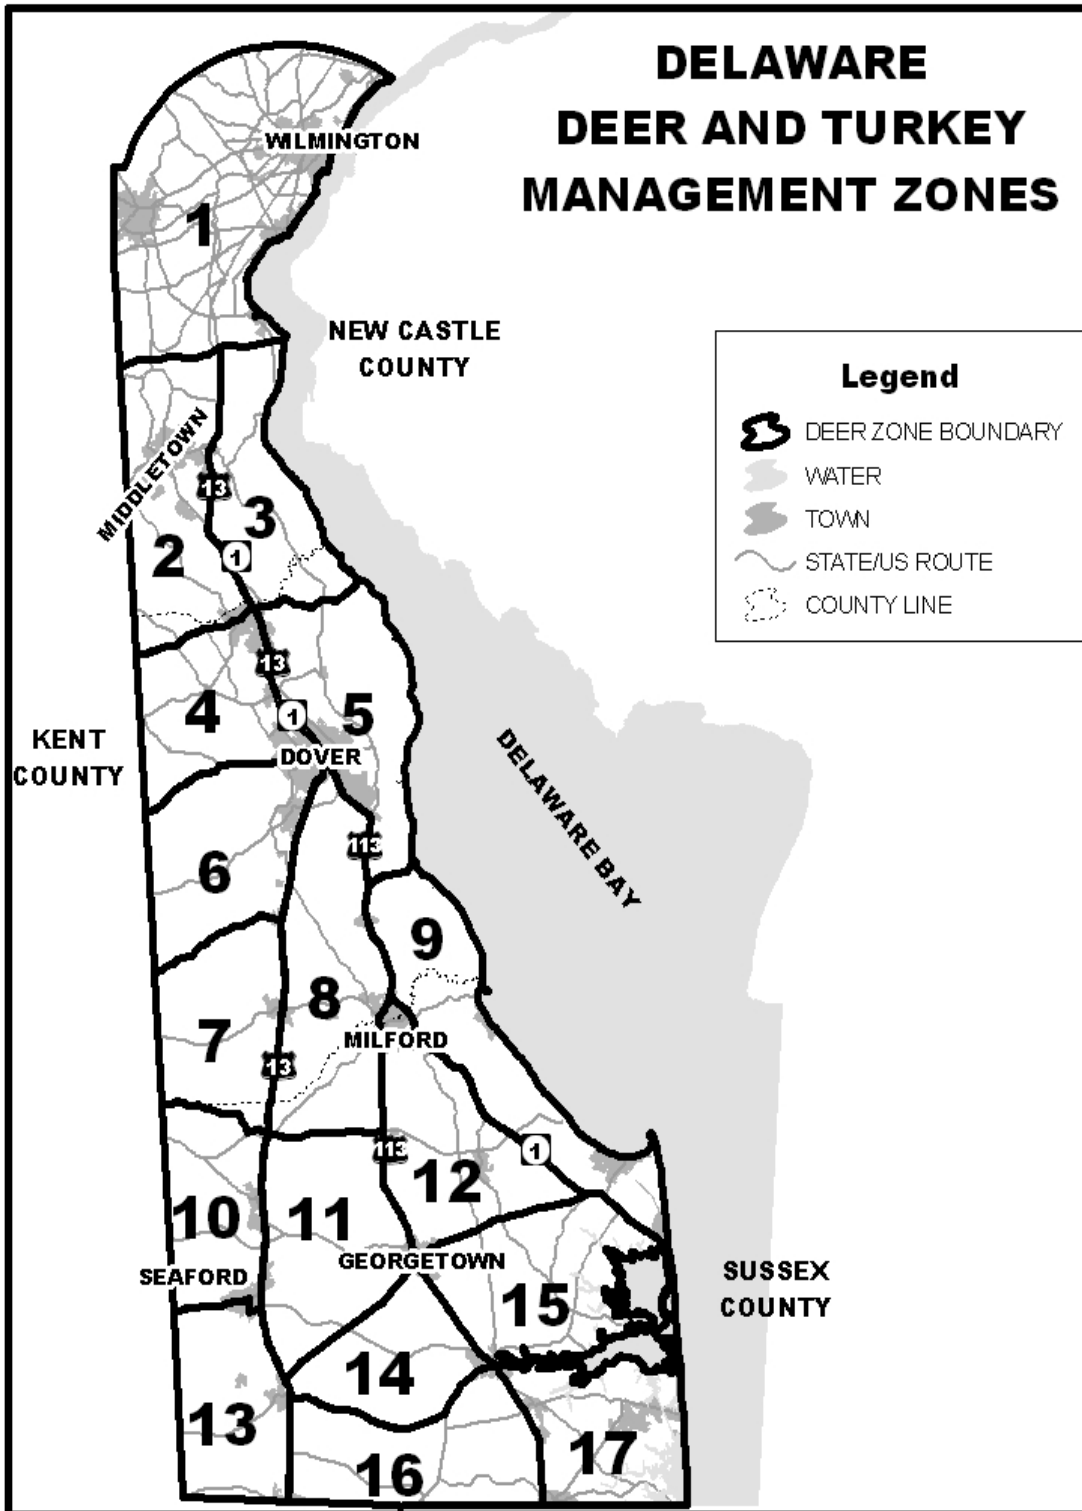 DELAWARE
DEER AND TURKEY
MANAGEMENT ZONES
WILMINGTON
1
NEW CASTLE
COUNTY
Legend
DEER ZONE BOUNDARY
WATER
TOWN
STATE/US ROUTE
COUNTY LINE
MIDDLETOWN
13
3
2
1
13
4
1
5
KENT
COUNTY
DOVER
DELAWARE BAY
113
6
9
8
7
MILFORD
13
113
1
12
10
11
GEORGETOWN
SEAFORD
SUSSEX
COUNTY
15
14
13
17
16